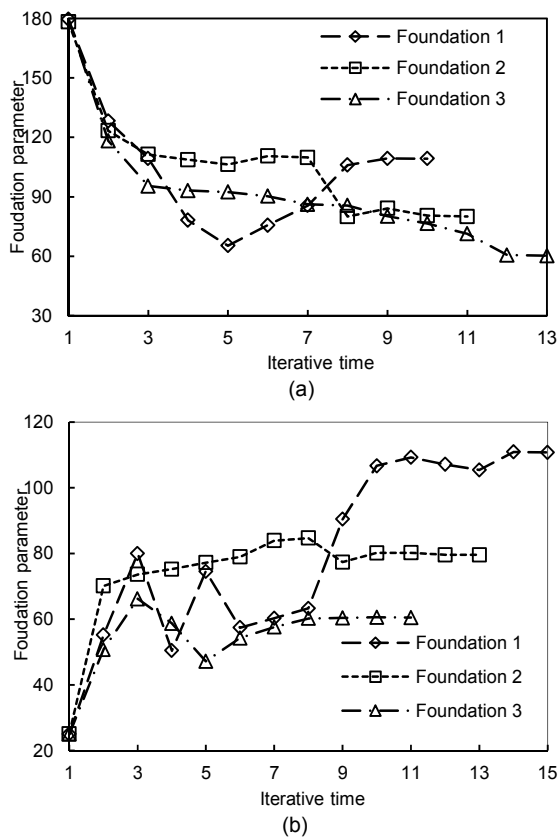 180
150
120
90
60
30
Foudation parameter
Foundation 1
Foundation 2
Foundation 3
1 3 5 7 9 11 13
Iterative time
(a)
120
100
80
60
40
20
Foudation parameter
Foundation 1
Foundation 2
Foundation 3
1 3 5 7 9 11 13 15
Iterative time
(b)